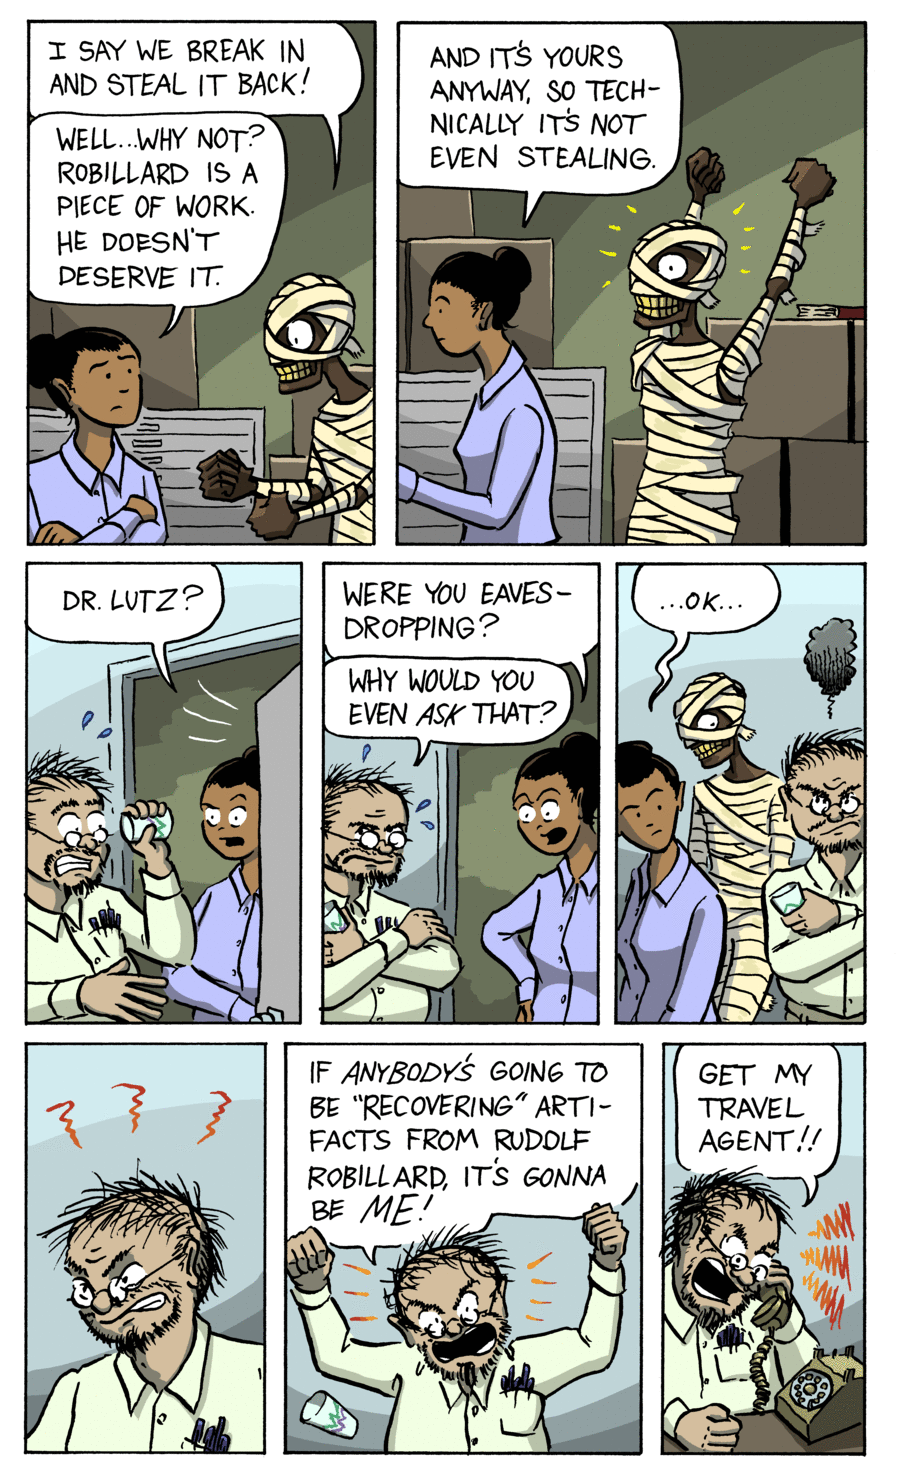 I SAY WE BREAK IN
AND STEAL IT BACK!
WELL...WHY NOT?
ROBILLARD IS A
PIECE OF WORK.
HE DOESN'T
DESERVE IT.
AND IT'S YOURS
ANYWAY, SO TECH-
NICALLY IT'S NOT
EVEN STEALING.
DR. LUTZ?
WERE YOU EAVES-
DROPPING?
WHY WOULD YOU
EVEN ASK THAT?
...OK...
IF ANYBODY'S GOING TO
BE "RECOVERING" ARTI-
FACTS FROM RUDOLF
ROBILLARD, IT'S GONNA
BE ME!
GET MY
TRAVEL
AGENT!!